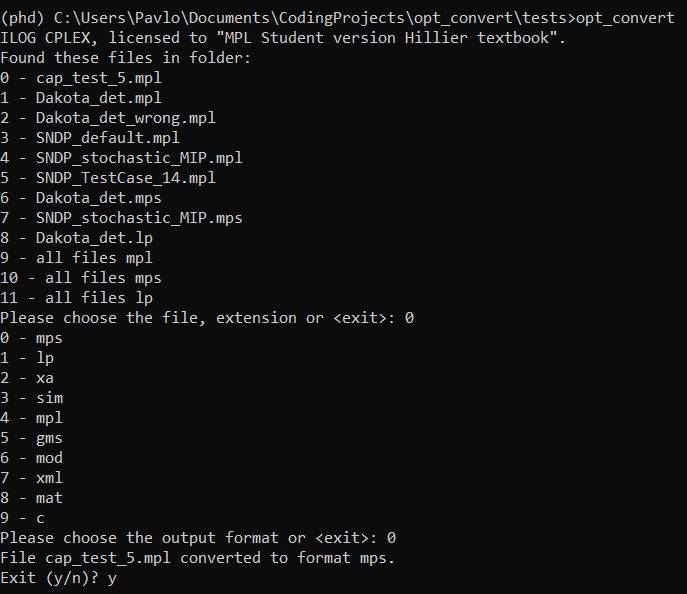 (phd) C:\Users\Pavlo\Documents\CodingProjects\opt_convert\tests>opt_convert
ILOG CPLEX, licensed to "MPL Student version Hillier textbook".
Found these files in folder:
0 - cap_test_5.mpl
1 - Dakota_det.mpl
2 - Dakota_det_wrong.mpl
3 - SNDP_default.mpl
4 - SNDP_stochastic_MIP.mpl
5 - SNDP_TestCase_14.mpl
6 - Dakota_det.mps
7 - SNDP_stochastic_MIP.mps
8 - Dakota_det.lp
9 - all files mpl
10 - all files mps
11 - all files lp
Please choose the file, extension or <exit>: 0
0 - mps
1 - lp
2 - xa
3 - sim
4 - mpl
5 - gms
6 - mod
7 - xml
8 - mat
9 - c
Please choose the output format or <exit>: 0
File cap_test_5.mpl converted to format mps.
Exit (y/n)? y